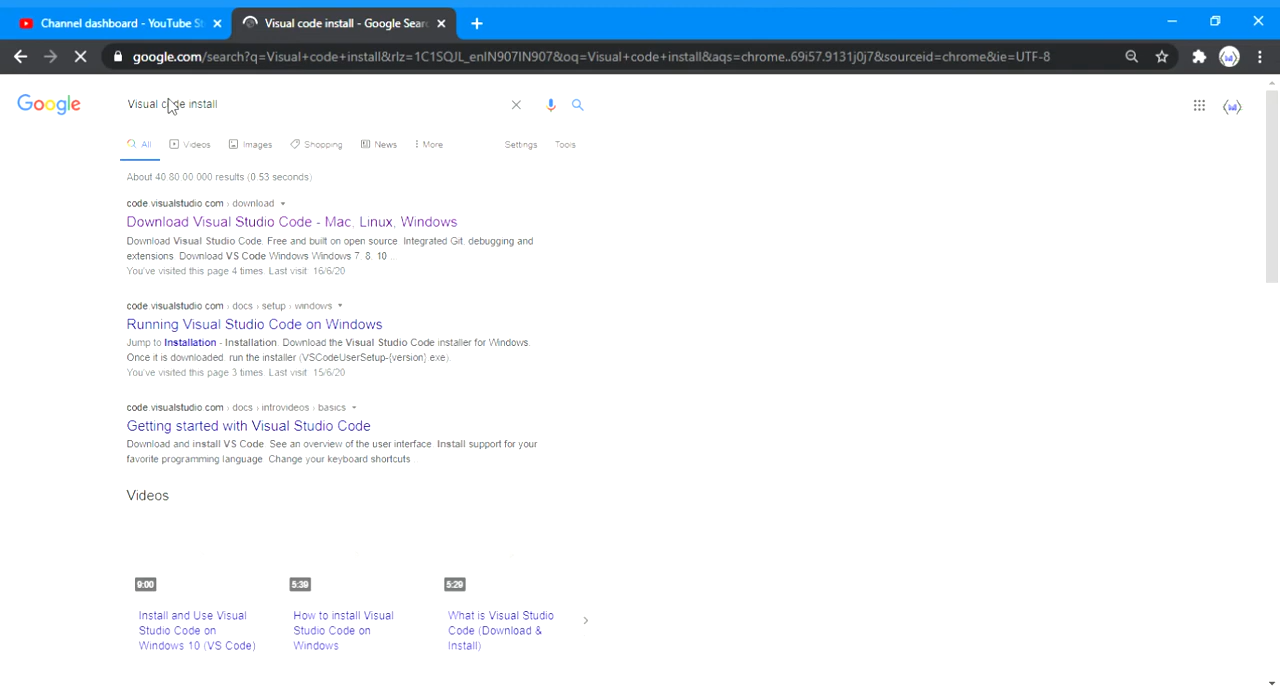 Channel dashboard - YouTube St
Visual code install - Google Sear
google.com/search?q=Visual+code+install&rlz=1C1SQJL_enIN907IN907&oq=Visual+code+install&aqs=chrome..69i57.9131j0j7&sourceid=chrome&ie=UTF-8
Google
Visual code install
All Videos Images Shopping News More Settings Tools
About 40 80 00 000 results (0.53 seconds)
code.visualstudio.com › download
Download Visual Studio Code - Mac, Linux, Windows
Download Visual Studio Code. Free and built on open source. Integrated Git, debugging and
extensions. Download VS Code Windows Windows 7, 8, 10 ...
You've visited this page 4 times. Last visit: 16/6/20
code.visualstudio.com › docs › setup › windows
Running Visual Studio Code on Windows
Jump to Installation - Installation. Download the Visual Studio Code installer for Windows.
Once it is downloaded, run the installer (VSCodeUserSetup-{version}.exe).
You've visited this page 3 times. Last visit: 15/6/20
code.visualstudio.com › docs › introvideos › basics
Getting started with Visual Studio Code
Download and install VS Code. See an overview of the user interface. Install support for your
favorite programming language. Change your keyboard shortcuts
Videos
9:00
5:39
5:29
Install and Use Visual
Studio Code on
Windows 10 (VS Code)
How to install Visual
Studio Code on
Windows
What is Visual Studio
Code (Download &
Install)